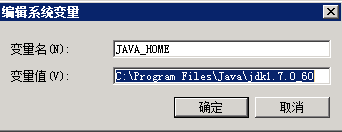 编辑系统变量
变量名(N):
JAVA_HOME
变量值(V):
C:\Program Files\Java\jdk1.7.0_60
确定
取消